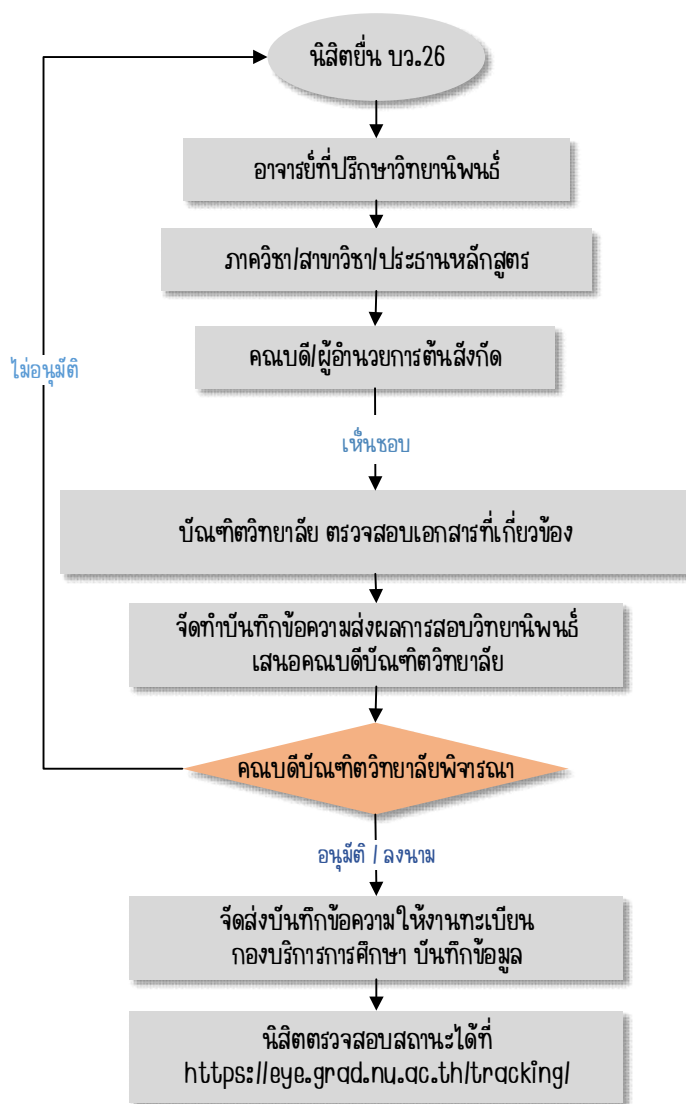 นิสิตยื่น บว.26
อาจารย์ที่ปรึกษาวิทยานิพนธ์
ภาควิชา/สาขาวิชา/ประธานหลักสูตร
คณบดี/ผู้อำนวยการต้นสังกัด
ไม่อนุมัติ
เห็นชอบ
บัณฑิตวิทยาลัย ตรวจสอบเอกสารที่เกี่ยวข้อง
จัดทำบันทึกข้อความส่งผลการสอบวิทยานิพนธ์
เสนอคณบดีบัณฑิตวิทยาลัย
คณบดีบัณฑิตวิทยาลัยพิจารณา
อนุมัติ / ลงนาม
จัดส่งบันทึกข้อความให้งานทะเบียน
กองบริการการศึกษา บันทึกข้อมูล
นิสิตตรวจสอบสถานะได้ที่
https://eye.grad.nu.ac.th/tracking/